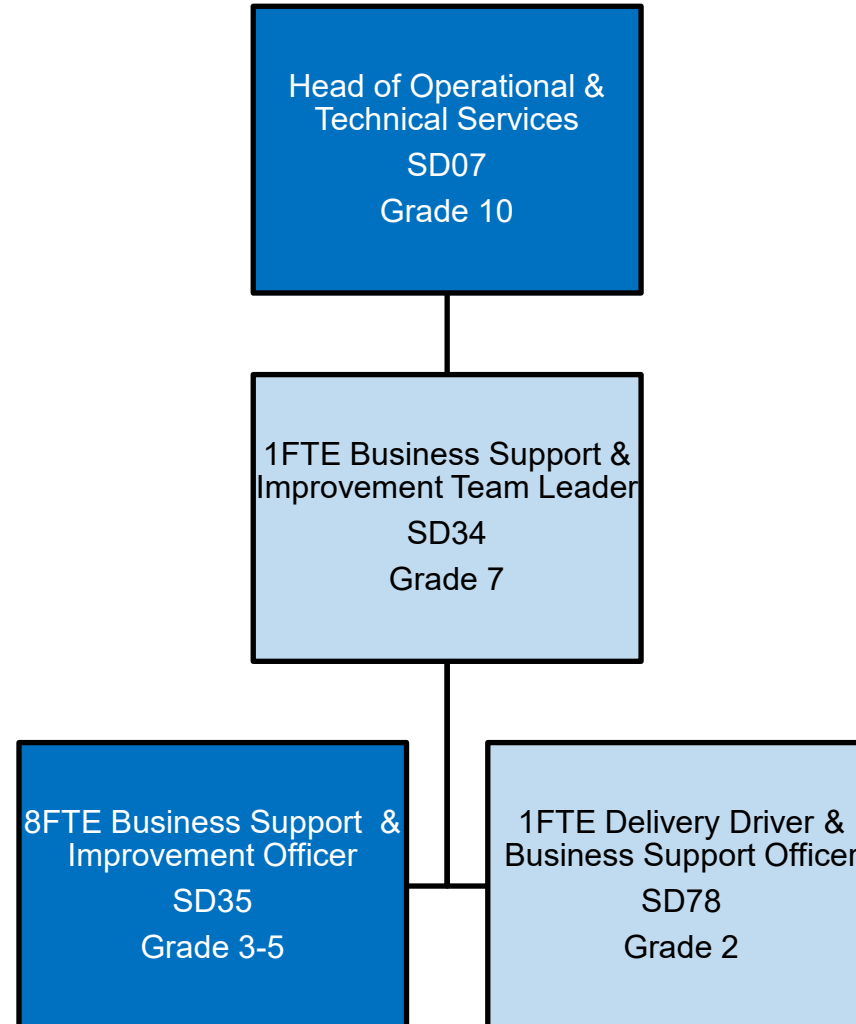 Head of Operational &
Technical Services
SD07
Grade 10
1FTE Business Support &
Improvement Team Leader
SD34
Grade 7
8FTE Business Support  &
Improvement Officer
SD35
Grade 3-5
1FTE Delivery Driver &
Business Support Officer
SD78
Grade 2